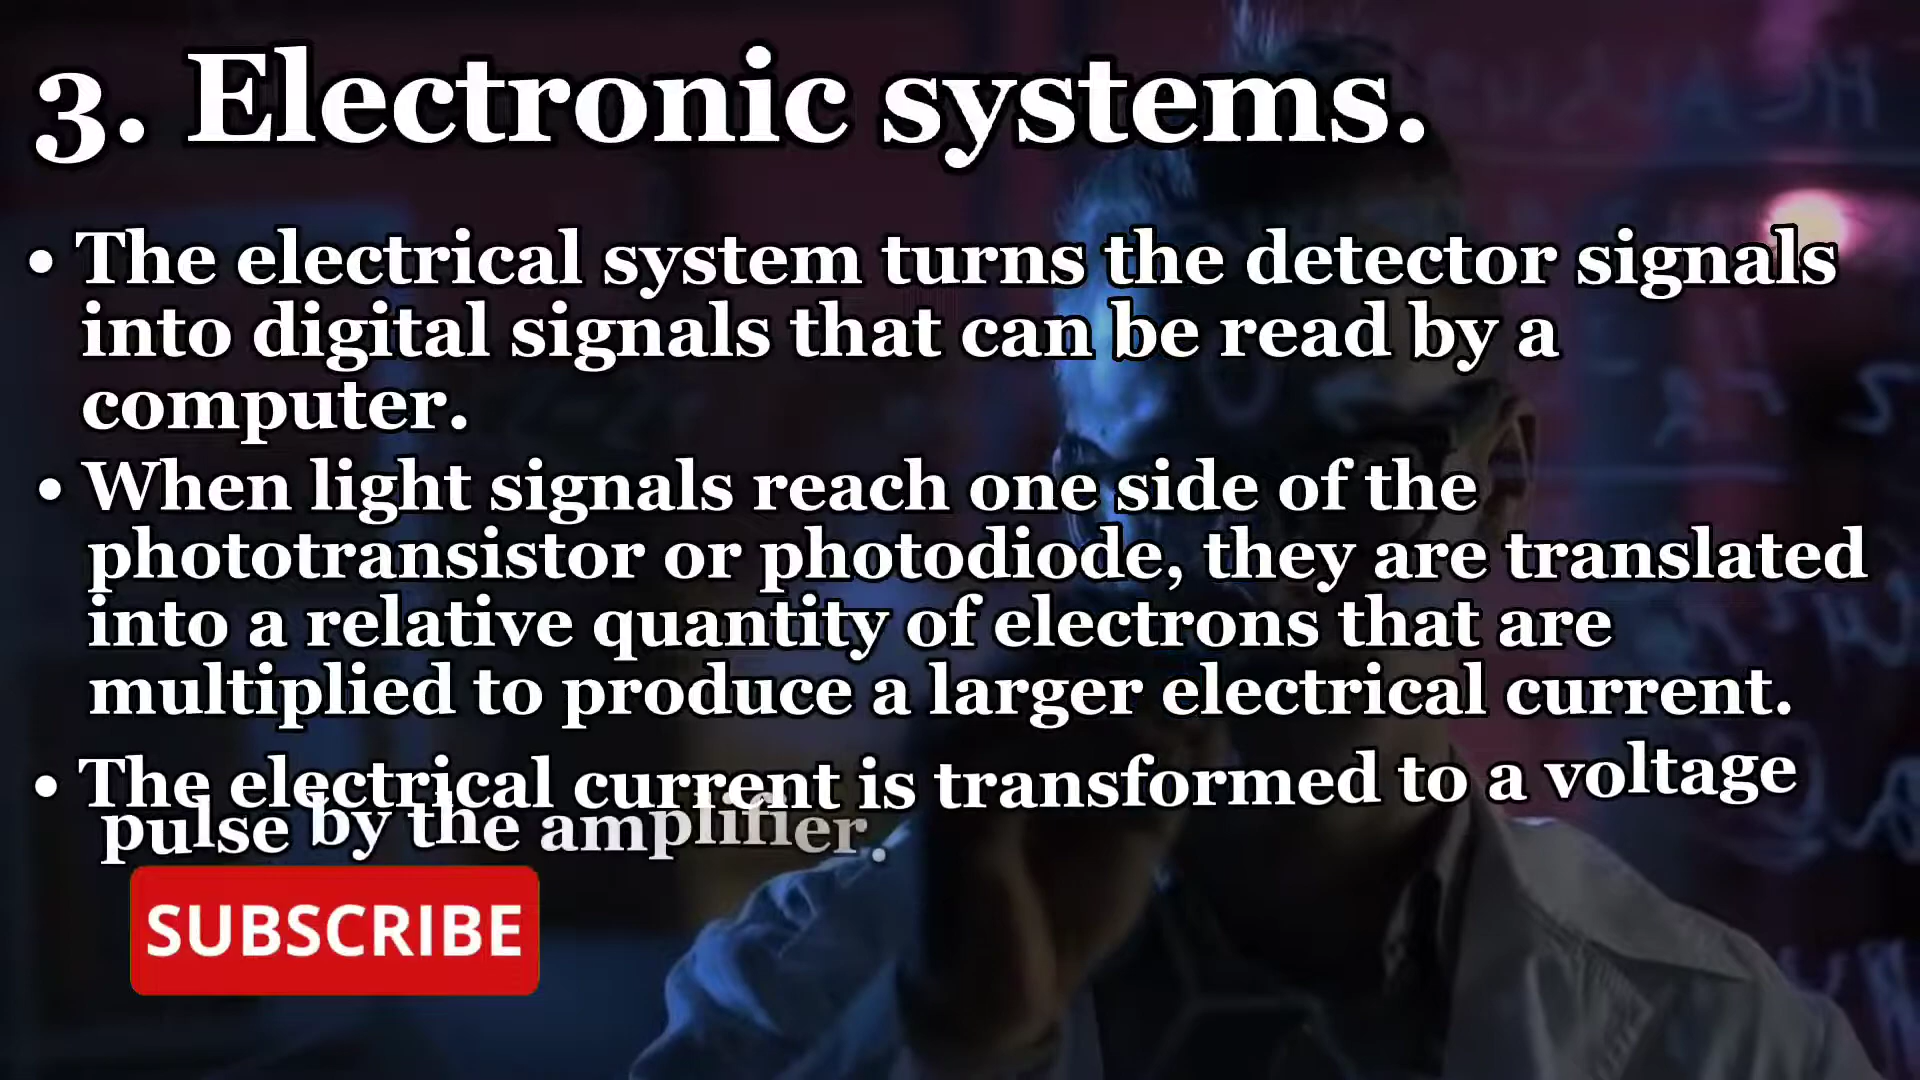 3. Electronic systems.
• The electrical system turns the detector signals
into digital signals that can be read by a
computer.
• When light signals reach one side of the
phototransistor or photodiode, they are translated
into a relative quantity of electrons that are
multiplied to produce a larger electrical current.
• The electrical current is transformed to a voltage
pulse by the amplifier.
SUBSCRIBE